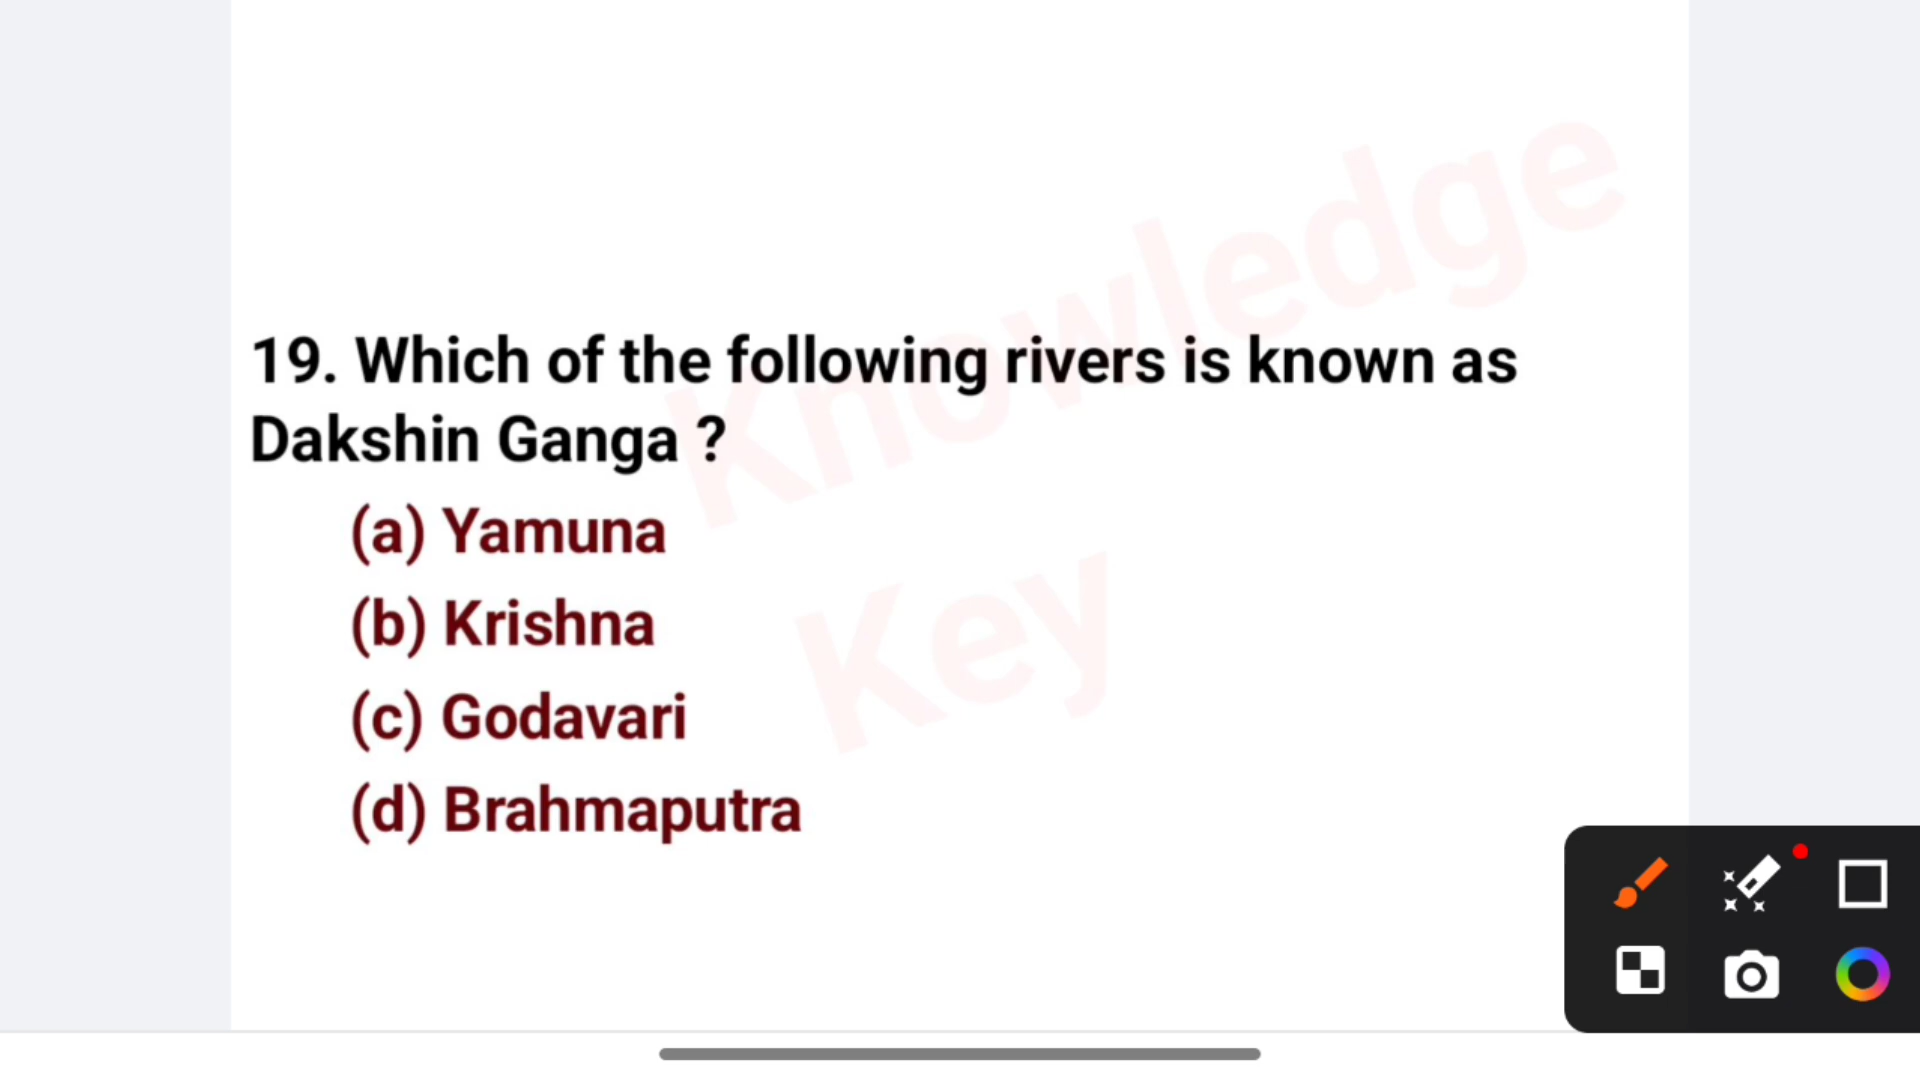 Knowledge
Key
19. Which of the following rivers is known as
Dakshin Ganga ?
(a) Yamuna
(b) Krishna
(c) Godavari
(d) Brahmaputra